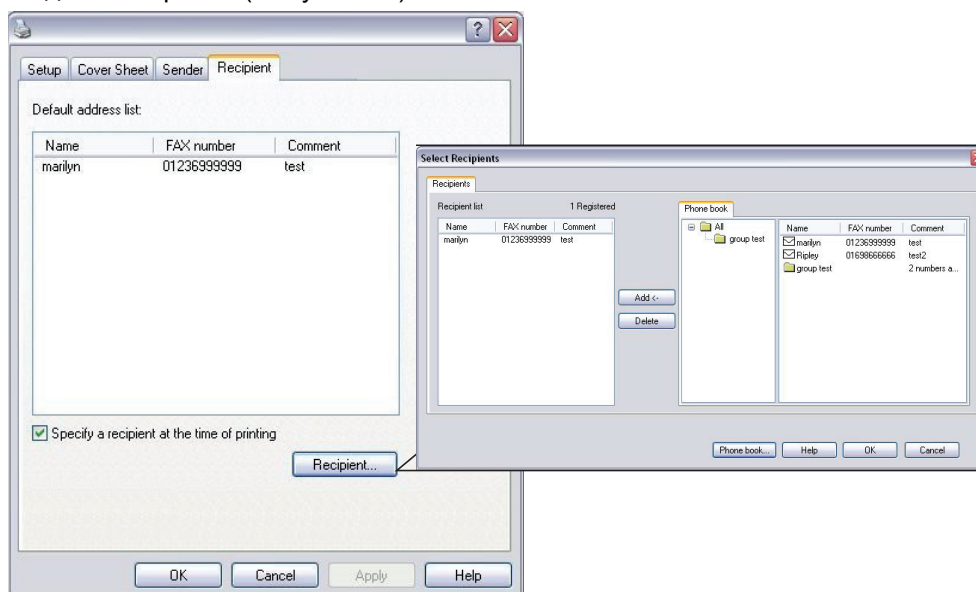 Setup Cover Sheet Sender Recipient
Default address list:
Name FAX number Comment
marilyn 01236999999 test
Specify a recipient at the time of printing
Recipient...
OK Cancel Apply Help
Select Recipients
Recipients
Recipient list 1 Registered
Name FAX number Comment
marilyn 01236999999 test
Add <-
Delete
Phone book
All
group test
Name FAX number Comment
marilyn 01236999999 test
Ripley 01698666666 test2
group test 2 numbers a...
Phone book... Help OK Cancel